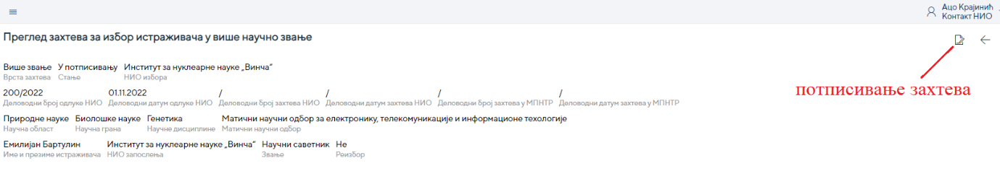 Ацо Крајинић
Контакт НИО
Преглед захтева за избор истраживача у више научно звање
потписивање захтева
Више звање У потписивању Институт за нуклеарне науке „Винча“
Врста захтева Стање НИО избора
200/2022 01.11.2022 / / / /
Деловодни број одлуке НИО Деловодни датум одлуке НИО Деловодни број захтева НИО Деловодни датум захтева НИО Деловодни број захтева у МПНТР Деловодни датум захтева у МПНТР
Природне науке Биолошке науке Генетика Матични научни одбор за електронику, телекомуникације и информационе техологије
Научна област Научна грана Научне дисциплине Матични научни одбор
Емилијан Бартулин Институт за нуклеарне науке „Винча“ Научни саветник Не
Име и презиме истраживача НИО запослења Звање Реизбор